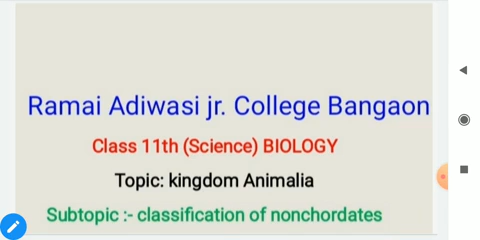 Ramai Adiwasi jr. College Bangaon
Class 11th (Science) BIOLOGY
Topic: kingdom Animalia
Subtopic :- classification of nonchordates